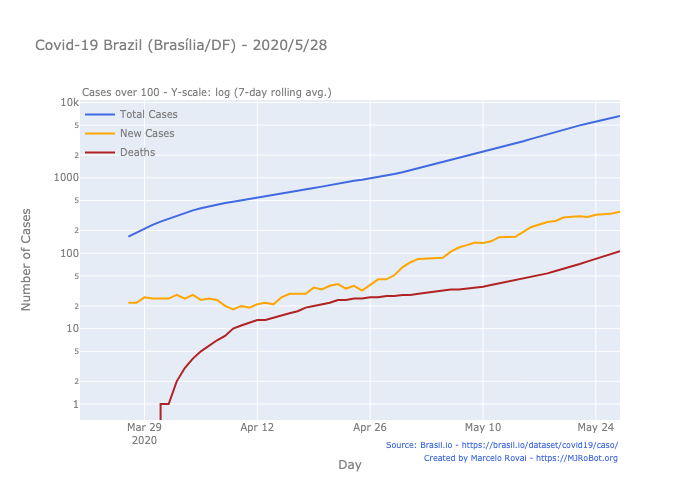 Covid-19 Brazil (Brasília/DF) - 2020/5/28
Cases over 100 - Y-scale: log (7-day rolling avg.)
Total Cases
New Cases
Deaths
10k
5
2
1000
5
2
100
5
2
10
5
2
1
Number of Cases
Mar 29
2020
Apr 12
Apr 26
May 10
May 24
Day
Source: Brasil.io - https://brasil.io/dataset/covid19/caso/
Created by Marcelo Rovai - https://MJRoBot.org